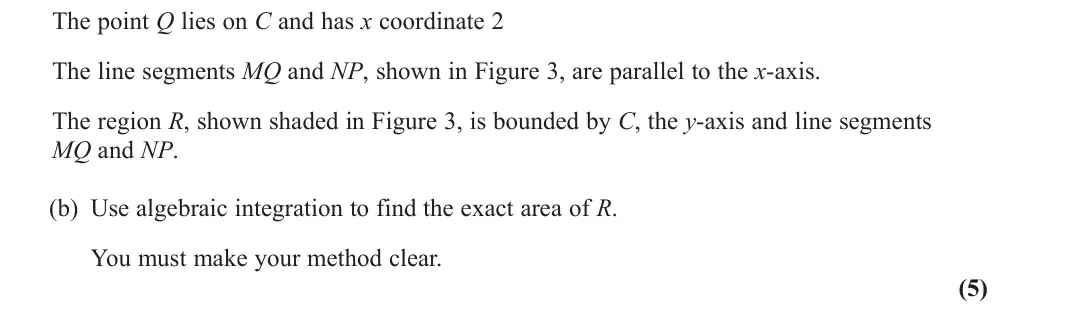 The point Q lies on C and has x coordinate 2
The line segments MQ and NP, shown in Figure 3, are parallel to the x-axis.
The region R, shown shaded in Figure 3, is bounded by C, the y-axis and line segments
MQ and NP.
(b) Use algebraic integration to find the exact area of R.
You must make your method clear.
(5)